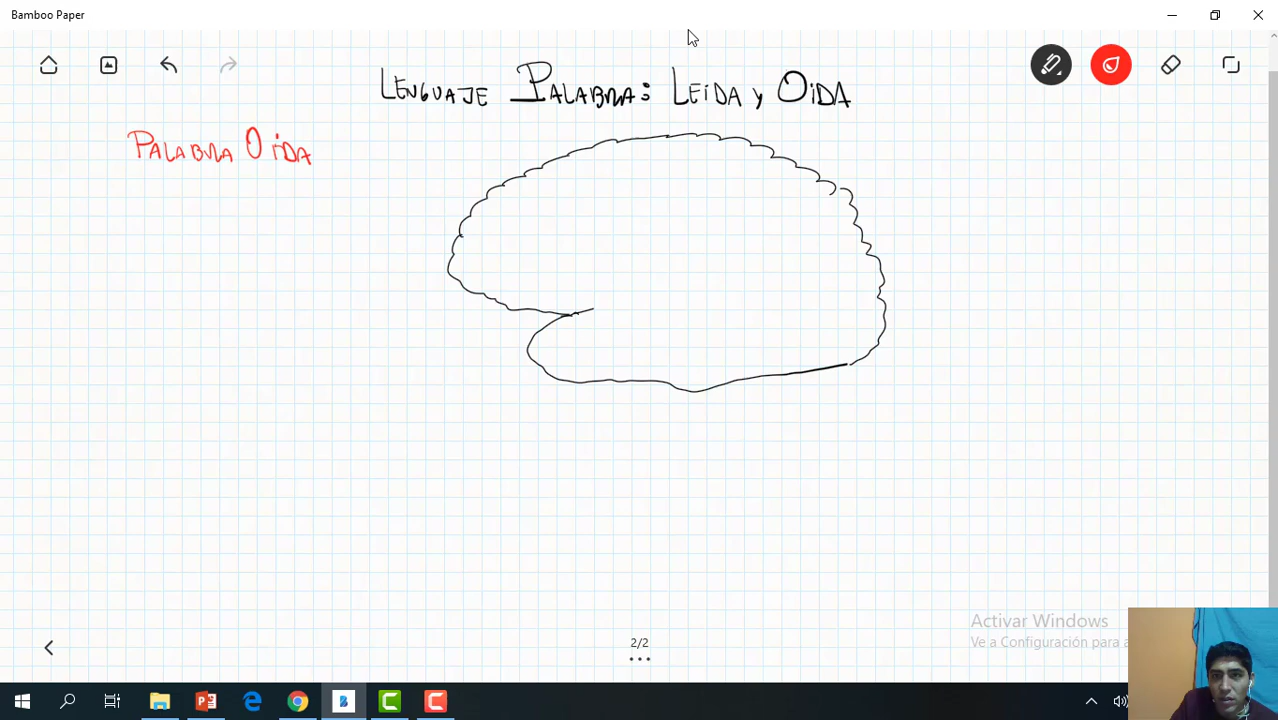 Bamboo Paper
LENGUAJE PALABRA: LEIDA y OIDA
PALABRA OIDA
2/2
Activar Windows
Ve a Configuración para a